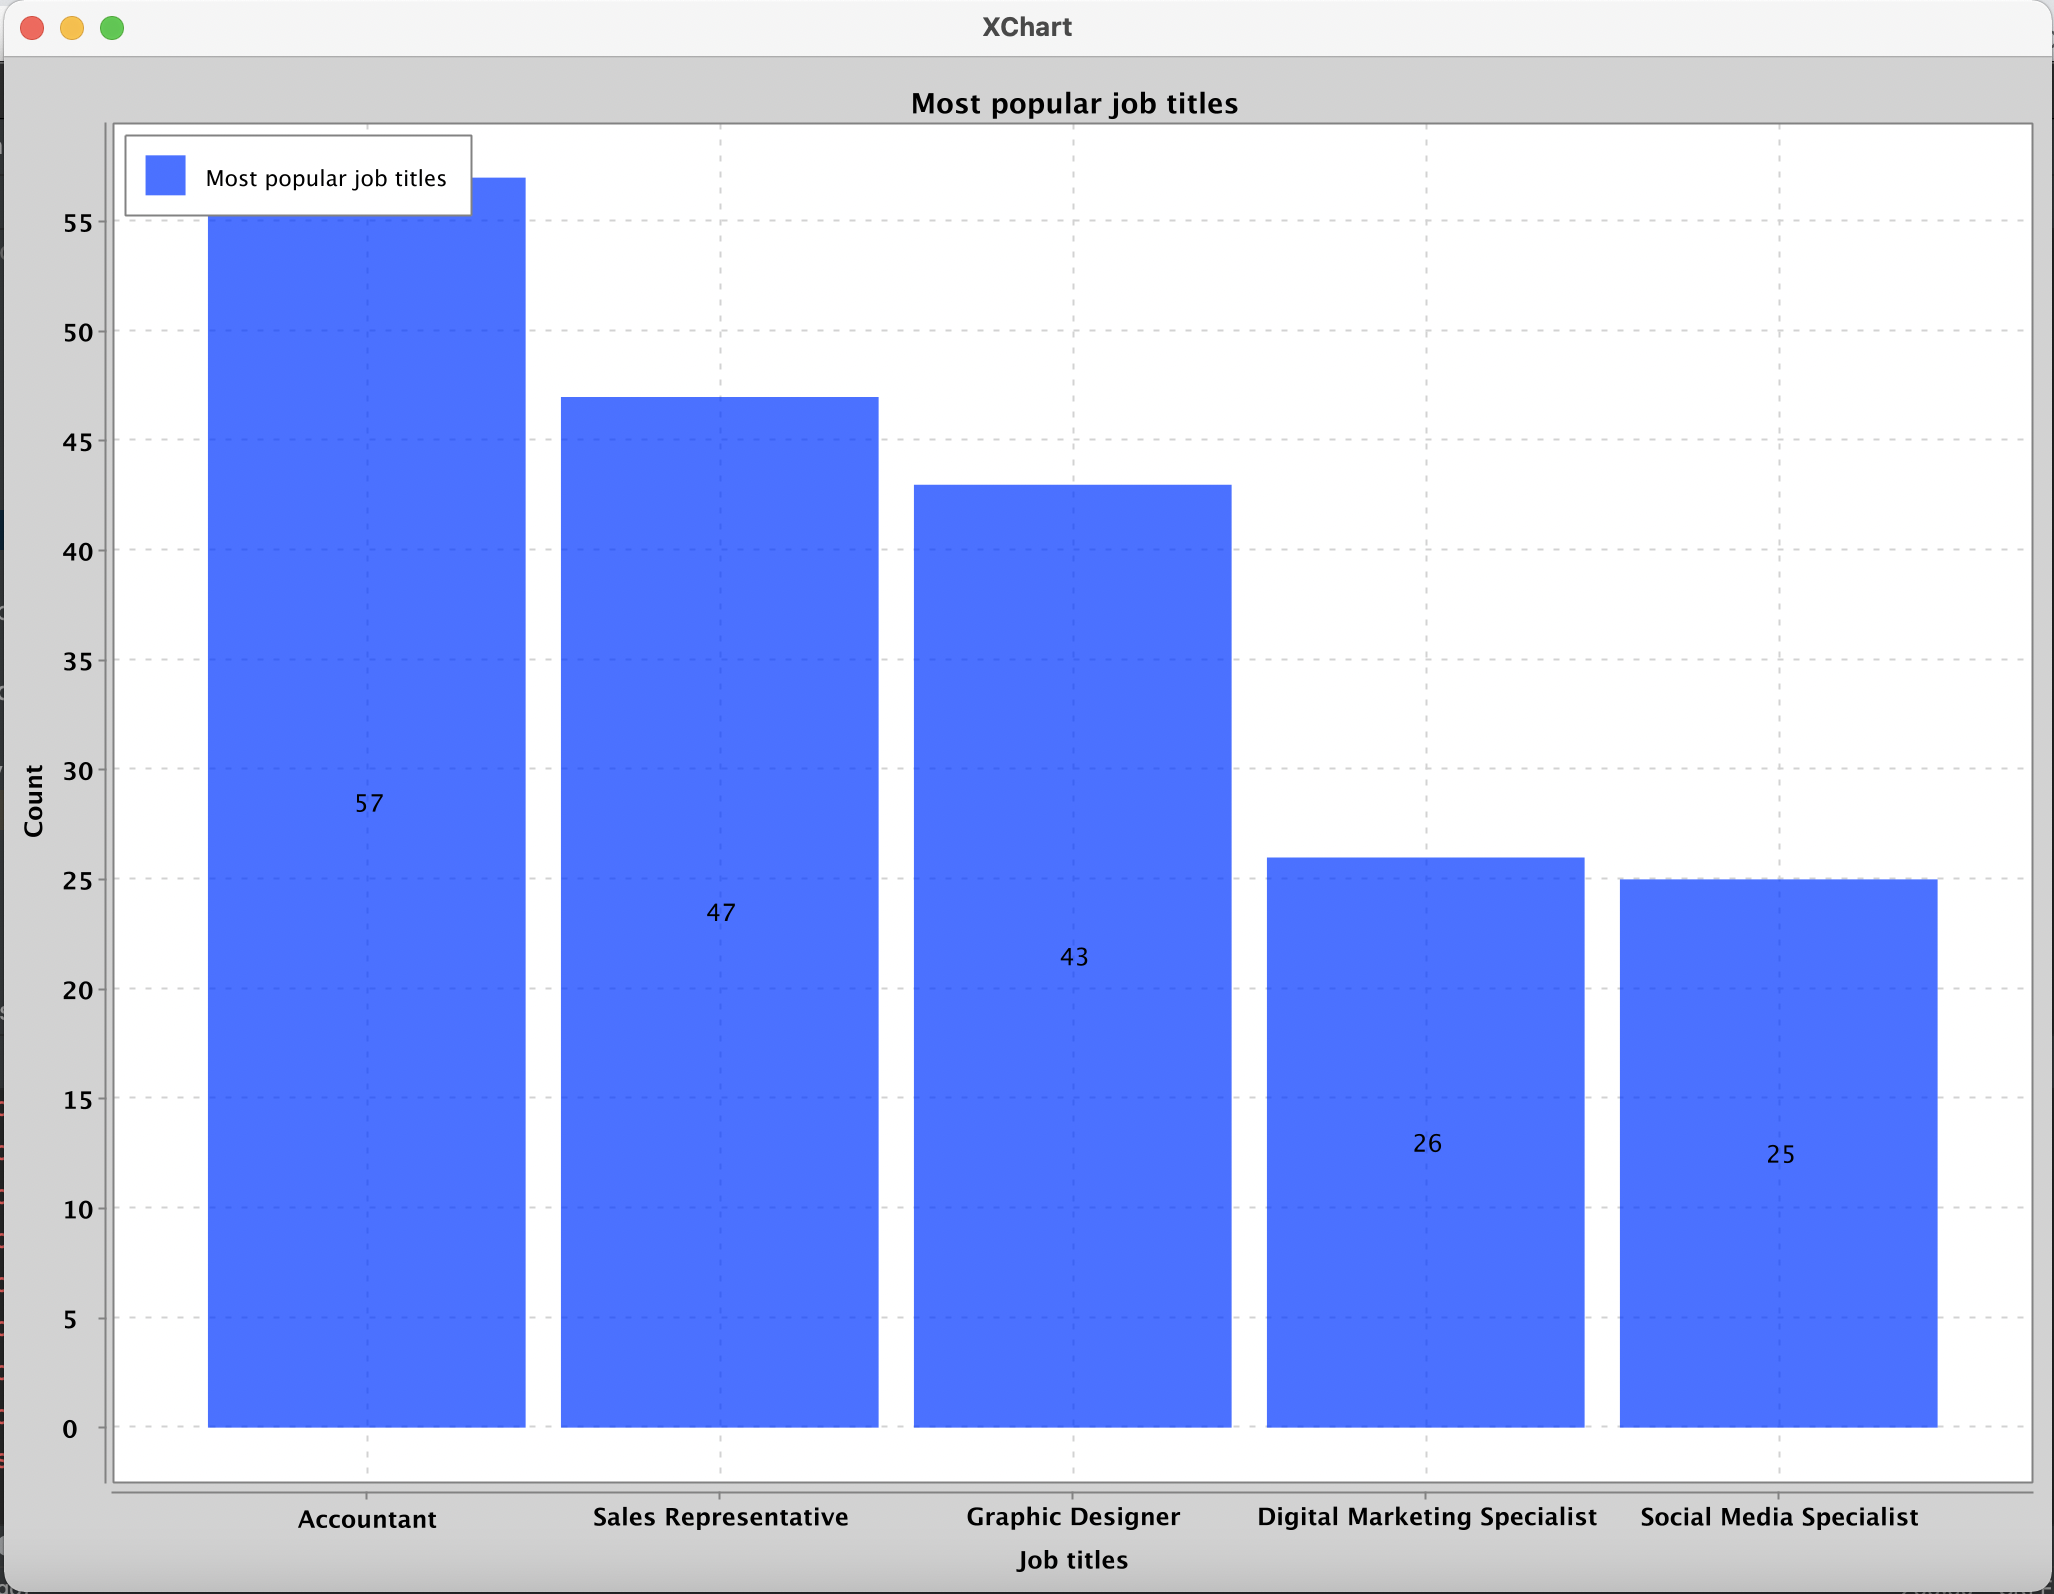 XChart
Most popular job titles
Most popular job titles
55
50
45
40
35
30
25
20
15
10
5
0
Count
57
47
43
26
25
Accountant
Sales Representative
Graphic Designer
Digital Marketing Specialist
Social Media Specialist
Job titles